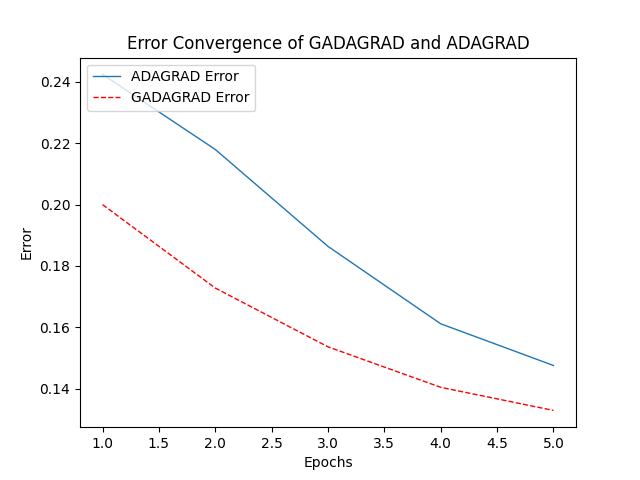 Error Convergence of GADAGRAD and ADAGRAD
ADAGRAD Error
GADAGRAD Error
0.24
0.22
0.20
0.18
0.16
0.14
Error
1.0 1.5 2.0 2.5 3.0 3.5 4.0 4.5 5.0
Epochs